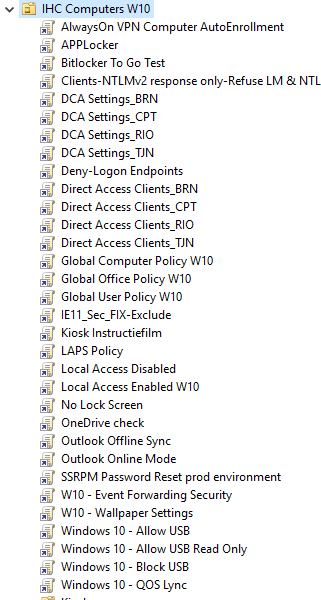 IHC Computers W10
AlwaysOn VPN Computer AutoEnrollment
APPLocker
Bitlocker To Go Test
Clients-NTLMv2 response only-Refuse LM & NTL
DCA Settings_BRN
DCA Settings_CPT
DCA Settings_RIO
DCA Settings_TJN
Deny-Logon Endpoints
Direct Access Clients_BRN
Direct Access Clients_CPT
Direct Access Clients_RIO
Direct Access Clients_TJN
Global Computer Policy W10
Global Office Policy W10
Global User Policy W10
IE11_Sec_FIX-Exclude
Kiosk Instructiefilm
LAPS Policy
Local Access Disabled
Local Access Enabled W10
No Lock Screen
OneDrive check
Outlook Offline Sync
Outlook Online Mode
SSRPM Password Reset prod environment
W10 - Event Forwarding Security
W10 - Wallpaper Settings
Windows 10 - Allow USB
Windows 10 - Allow USB Read Only
Windows 10 - Block USB
Windows 10 - QOS Lync